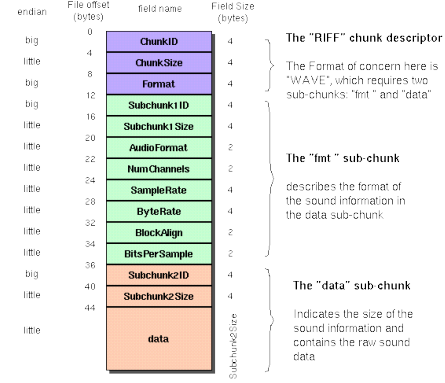 endian
File offset
(bytes)
field name
Field Size
(bytes)
0
big
ChunkID
4
4
little
ChunkSize
4
8
big
Format
4
12
big
Subchunk1ID
4
16
little
Subchunk1Size
4
20
little
AudioFormat
2
22
little
NumChannels
2
24
little
SampleRate
4
28
little
ByteRate
4
32
little
BlockAlign
2
34
little
BitsPerSample
2
36
big
Subchunk2ID
4
40
little
Subchunk2Size
4
44
little
data
Subchunk2Size
The "RIFF" chunk descriptor
The Format of concern here is
"WAVE", which requires two
sub-chunks: "fmt " and "data"
The "fmt " sub-chunk
describes the format of
the sound information in
the data sub-chunk
The "data" sub-chunk
Indicates the size of the
sound information and
contains the raw sound
data